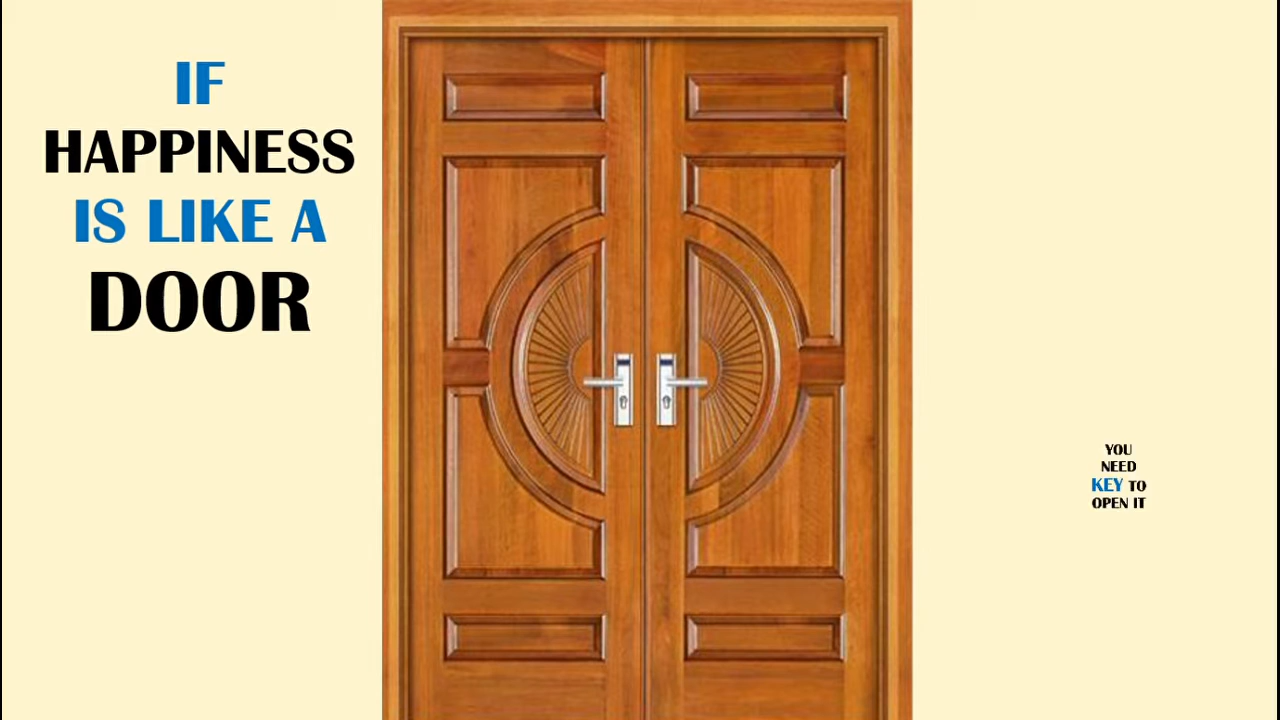 IF
HAPPINESS
IS LIKE A
DOOR
YOU
NEED
KEY TO
OPEN IT